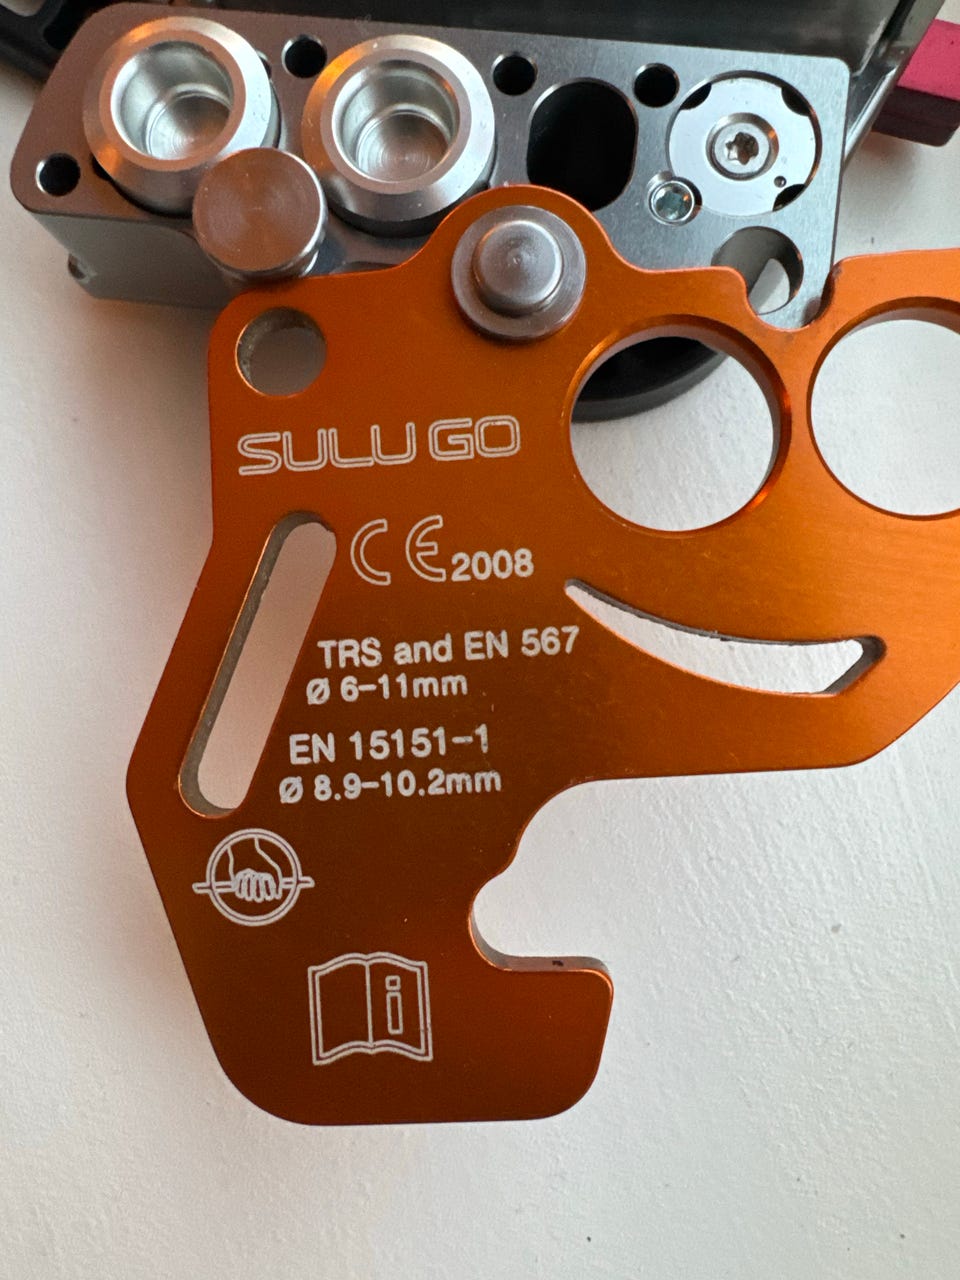 SULU GO
CE 2008
TRS and EN 567
Ø 6-11mm
EN 15151-1
Ø 8.9-10.2mm
i